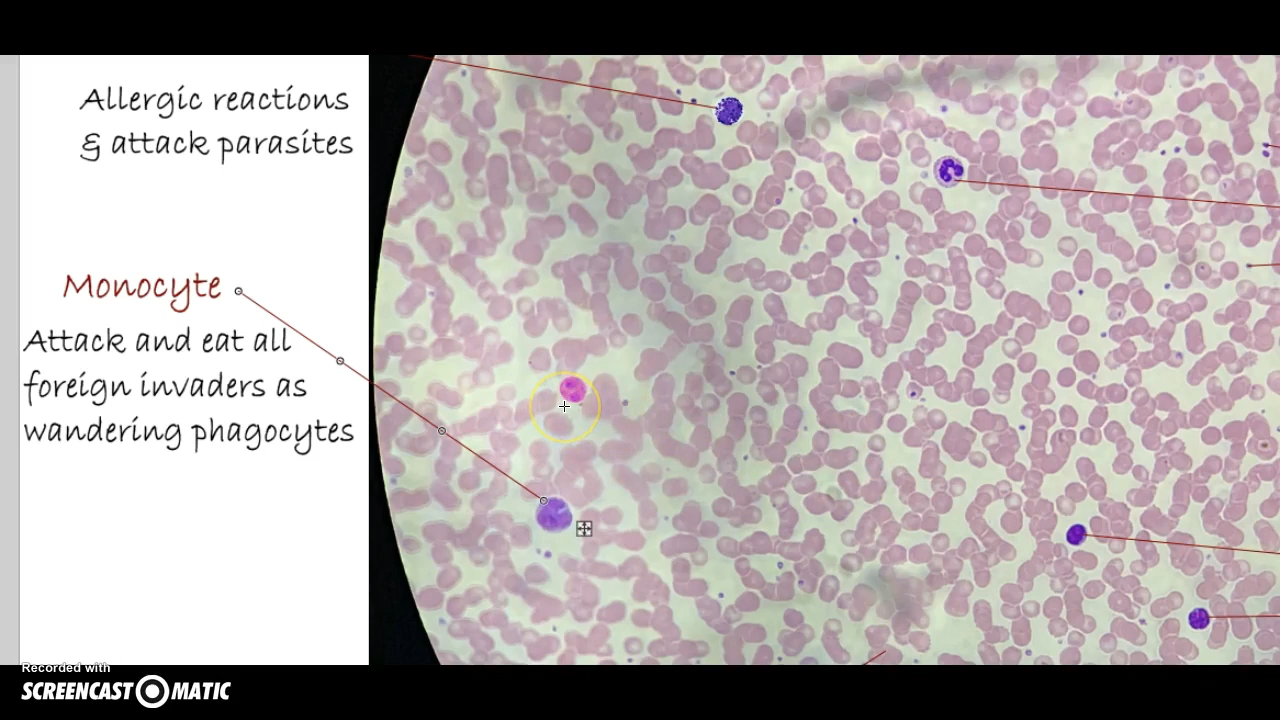 Allergic reactions
& attack parasites
Monocyte
Attack and eat all
foreign invaders as
wandering phagocytes
Recorded with
SCREENCAST-O-MATIC